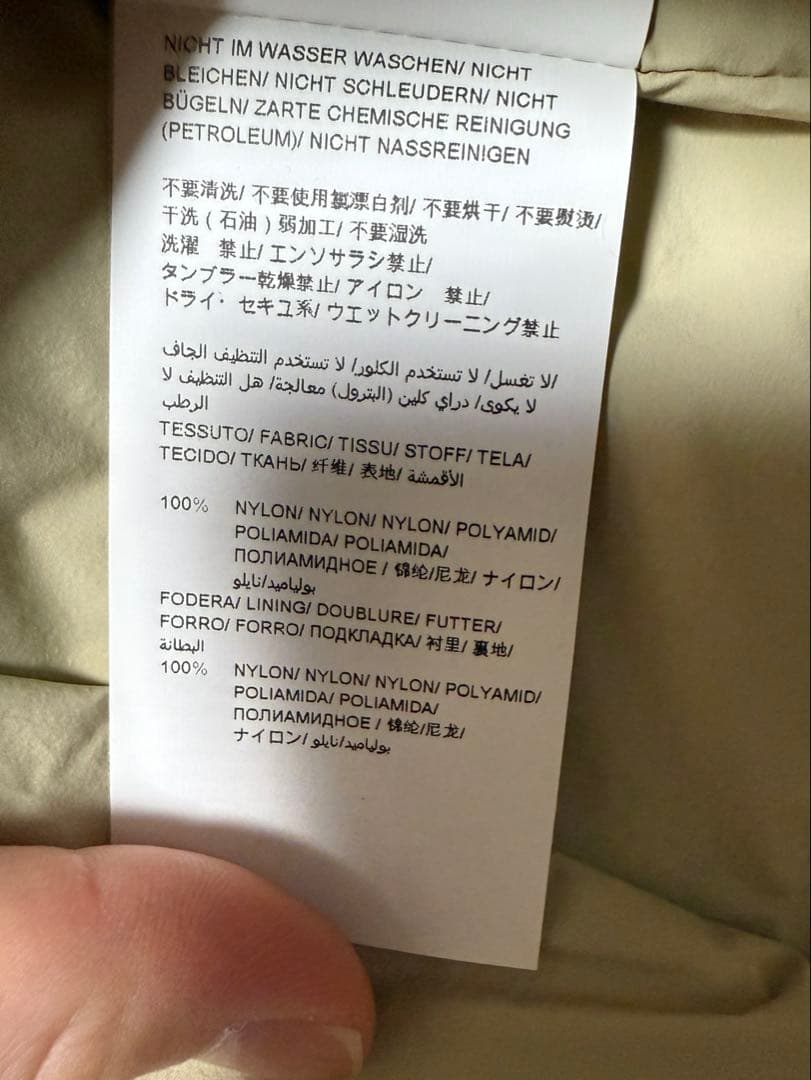 NICHT IM WASSER WASCHEN/ NICHT
BLEICHEN/ NICHT SCHLEUDERN/ NICHT
BÜGELN/ ZARTE CHEMISCHE REINIGUNG
(PETROLEUM)/ NICHT NASSREINIGEN
不要清洗/ 不要使用氯漂白剂/ 不要烘干/ 不要熨烫/
干洗 ( 石油 ) 弱加工/ 不要湿洗
洗濯 禁止/ エンソサラシ禁止/
タンブラー乾燥禁止/ アイロン 禁止/
ドライ· セキユ系/ ウエットクリーニング禁止
/لا تغسل/ لا تستخدم الكلور/ لا تستخدم التنظيف الجاف
لا يكوى/ دراي كلين (البترول) معالجة/ هل التنظيف لا
الرطب
TESSUTO/ FABRIC/ TISSU/ STOFF/ TELA/
TECIDO/ ТКАНЬ/ 纤维/ 表地/ الأقمشة
100% NYLON/ NYLON/ NYLON/ POLYAMID/
POLIAMIDA/ POLIAMIDA/
ПОЛИАМИДНОЕ / 锦纶/尼龙/ ナイロン/
بولياميد/نايلو
FODERA/ LINING/ DOUBLURE/ FUTTER/
FORRO/ FORRO/ ПОДКЛАДКА/ 衬里/ 裏地/
البطانة
100% NYLON/ NYLON/ NYLON/ POLYAMID/
POLIAMIDA/ POLIAMIDA/
ПОЛИАМИДНОЕ / 锦纶/尼龙/
ナイロン/ بولياميد/نايلو